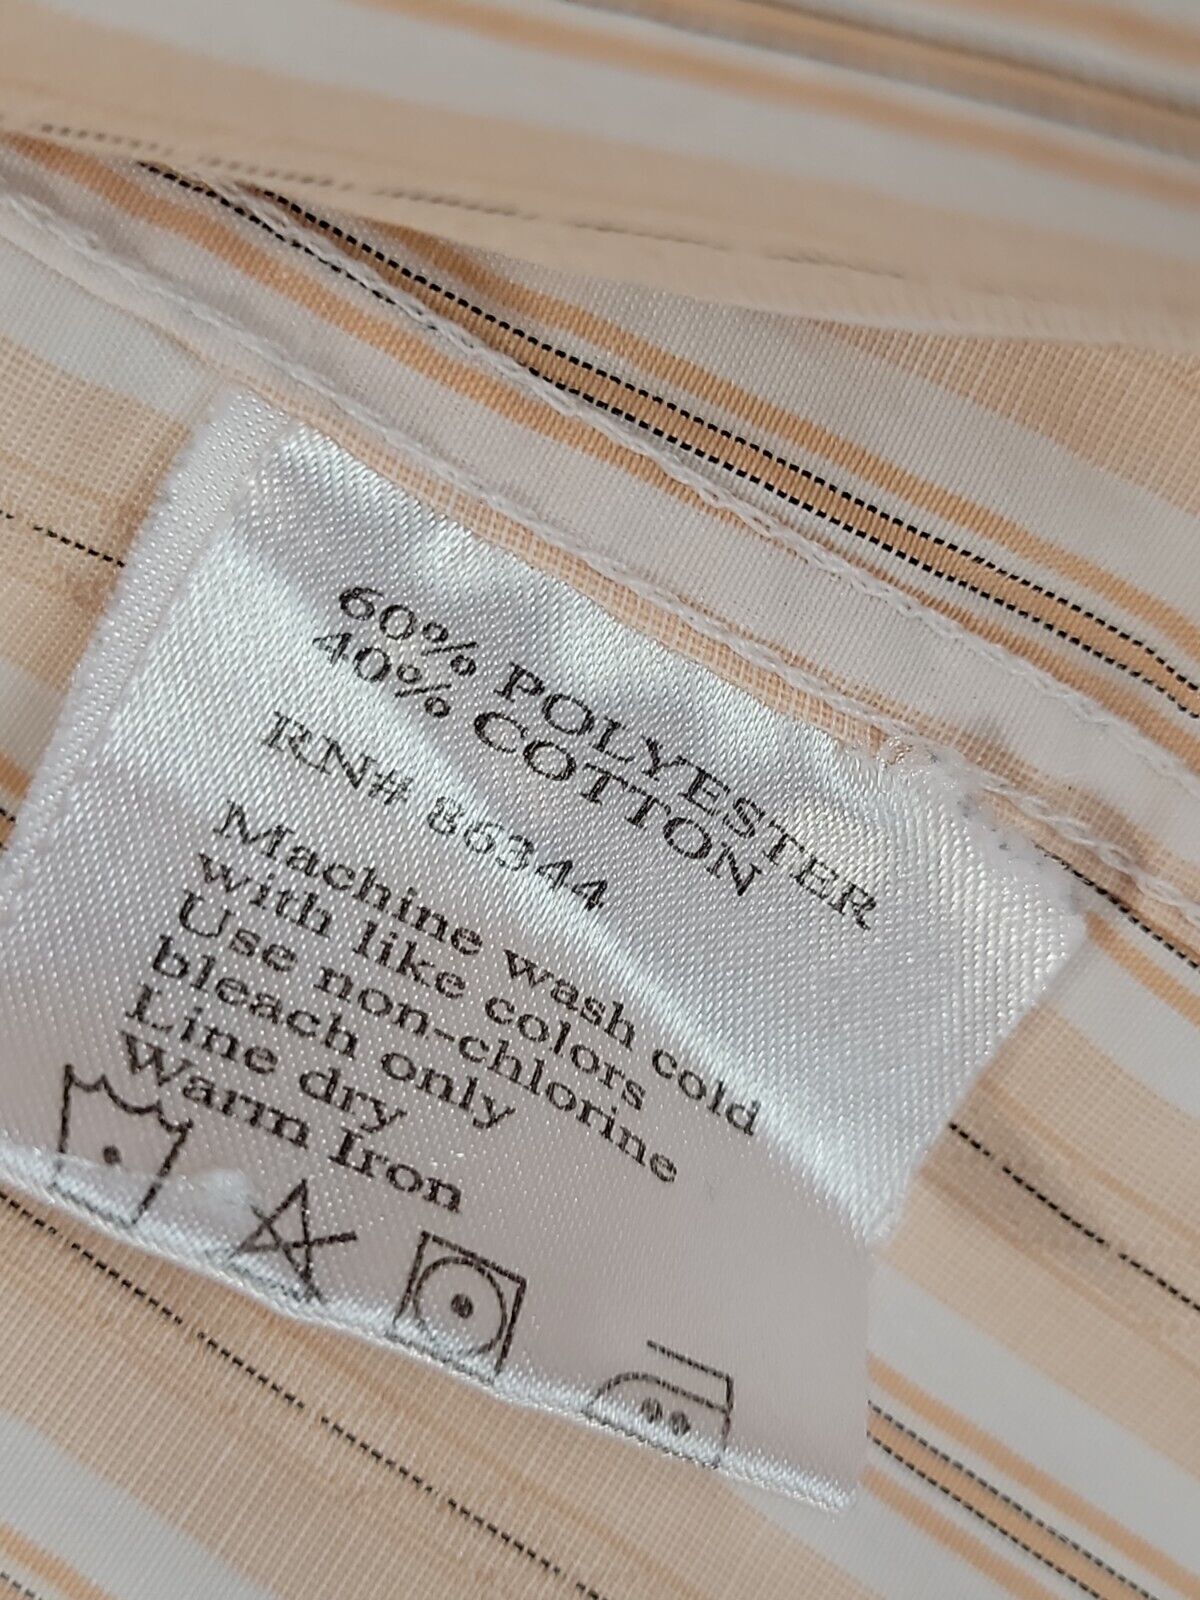 60% POLYESTER
40% COTTON
RN# 86344
Machine wash cold
with like colors
Use non-chlorine
bleach only
Line dry
Warm Iron